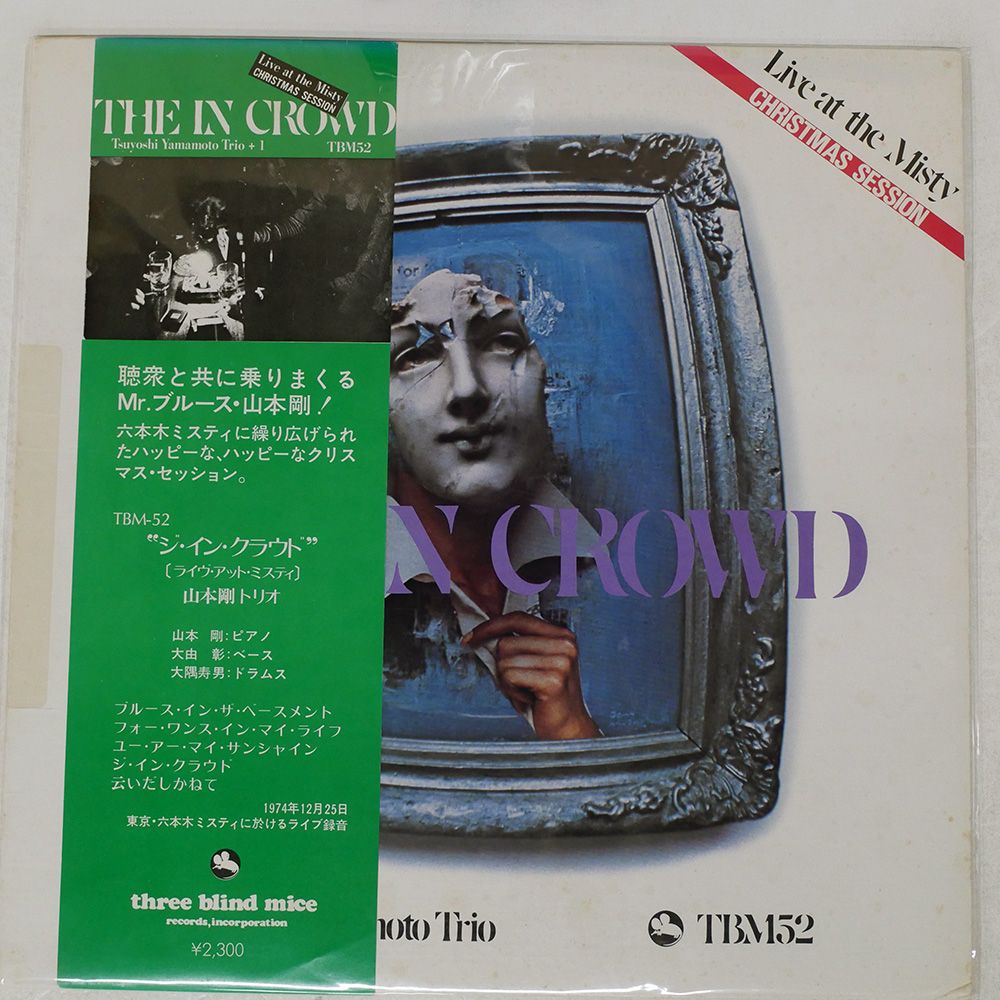 Live at the Misty
CHRISTMAS SESSION
THE IN CROWD
Tsuyoshi Yamamoto Trio + 1 TBM52
聴衆と共に乗りまくる
Mr.ブルース・山本剛!
六本木ミスティに繰り広げられ
たハッピーな、ハッピーなクリス
マス・セッション。
TBM-52
“ジ・イン・クラウド”
〔ライヴ・アット・ミスティ〕
山本剛トリオ
山本 剛:ピアノ
大由 彰:ベース
大隅寿男:ドラムス
ブルース・イン・ザ・ベースメント
フォー・ワンス・イン・マイ・ライフ
ユー・アー・マイ・サンシャイン
ジ・イン・クラウド
云いだしかねて
1974年12月25日
東京・六本木ミスティに於けるライブ録音
three blind mice
records, incorporation
¥2,300
Live at the Misty
CHRISTMAS SESSION
for
N CROWD
moto Trio
TBM52